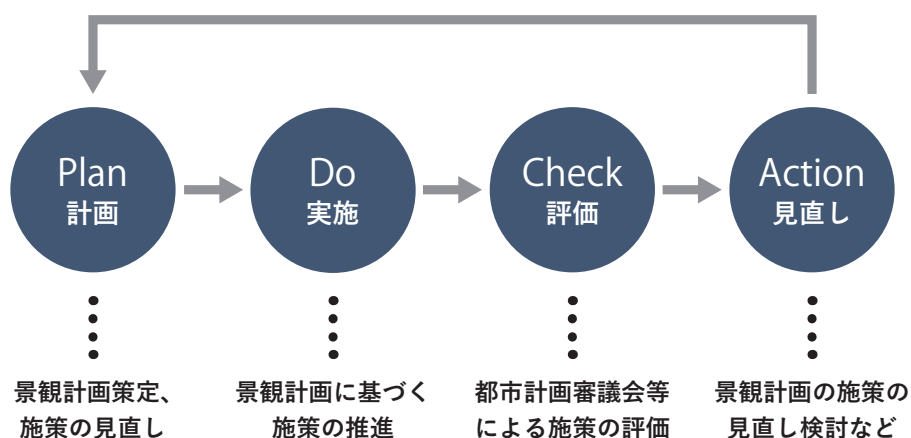 Plan
計画
Do
実施
Check
評価
Action
見直し
景観計画策定、
施策の見直し
景観計画に基づく
施策の推進
都市計画審議会等
による施策の評価
景観計画の施策の
見直し検討など